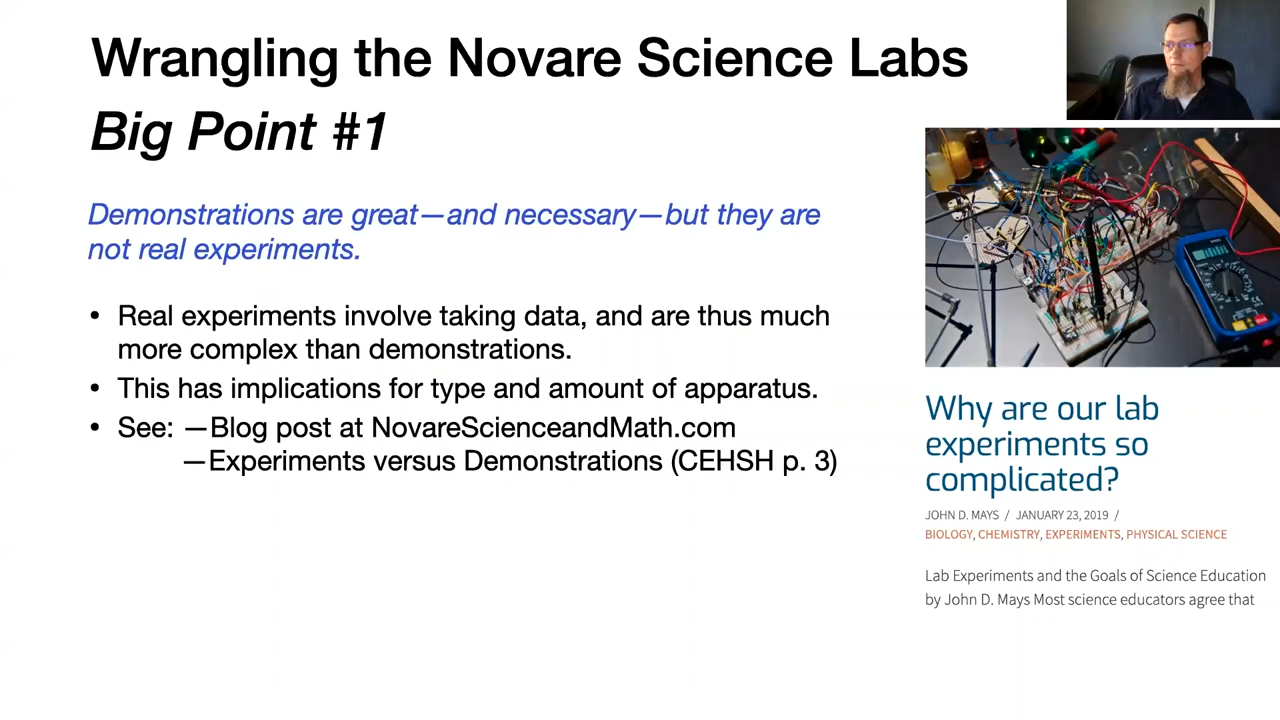 Wrangling the Novare Science Labs
Big Point #1
Demonstrations are great—and necessary—but they are
not real experiments.
• Real experiments involve taking data, and are thus much
more complex than demonstrations.
• This has implications for type and amount of apparatus.
• See: —Blog post at NovareScienceandMath.com
—Experiments versus Demonstrations (CEHSH p. 3)
Why are our lab
experiments so
complicated?
JOHN D. MAYS / JANUARY 23, 2019 /
BIOLOGY, CHEMISTRY, EXPERIMENTS, PHYSICAL SCIENCE
Lab Experiments and the Goals of Science Education
by John D. Mays Most science educators agree that